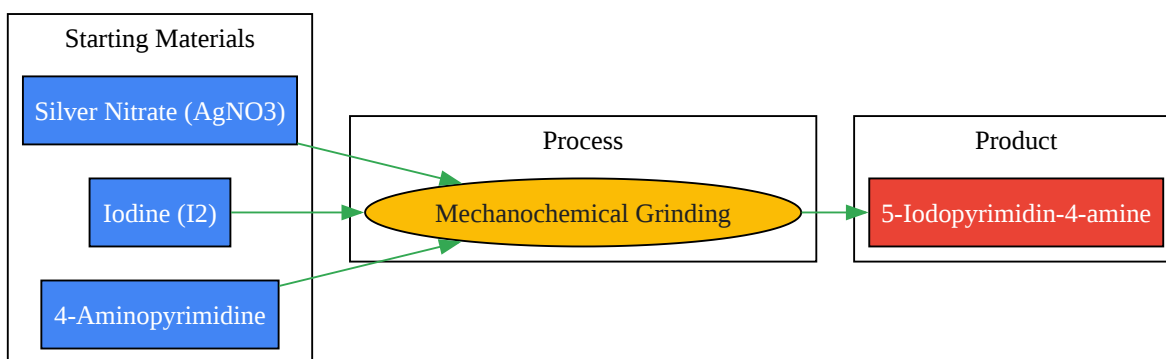 Starting Materials
Silver Nitrate (AgNO3)
Iodine (I2)
4-Aminopyrimidine
Process
Mechanochemical Grinding
Product
5-Iodopyrimidin-4-amine